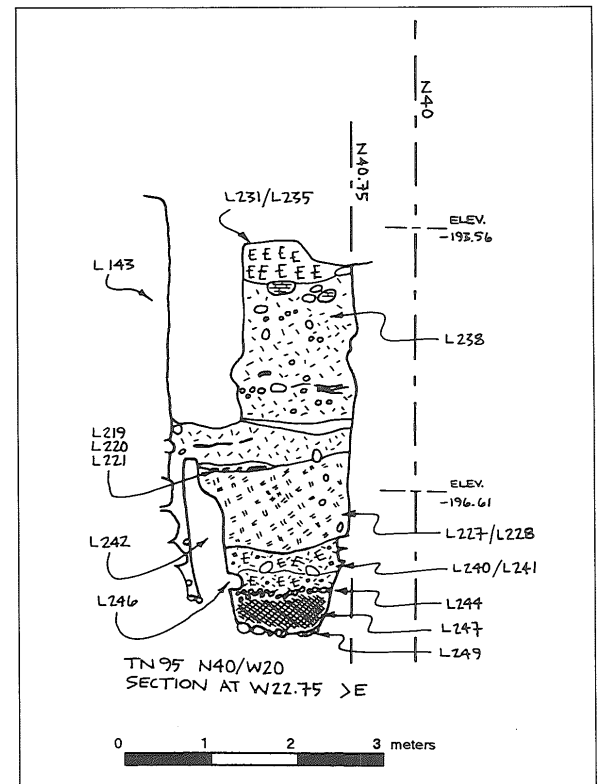 N40
N40.75
L231/L235
ELEV.
-193.56
L143
L238
L219
L220
L221
ELEV.
-196.61
L227/L228
L242
L240/L241
L246
L244
L247
L249
TN95 N40/W20
SECTION AT W22.75 >E
0 1 2 3 meters